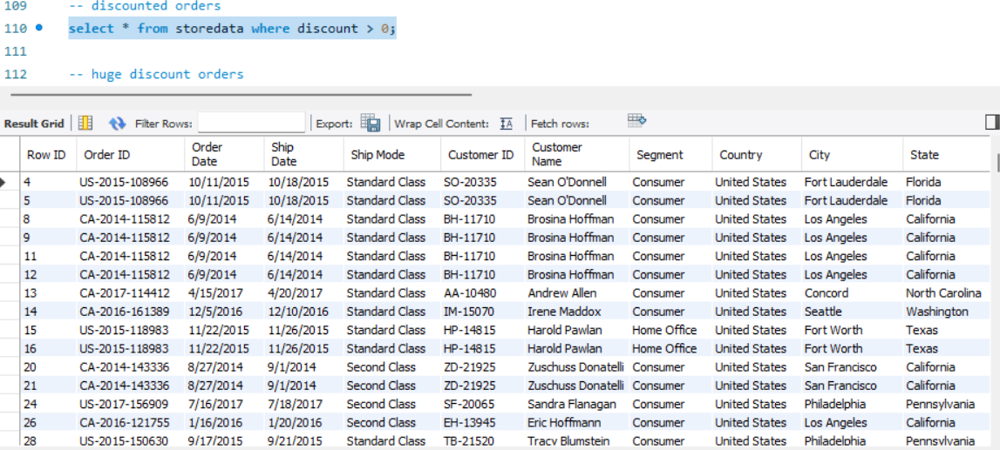 109 -- discounted orders
110 select * from storedata where discount > 0;
111
112 -- huge discount orders
Result Grid Filter Rows: Export: Wrap Cell Content: IA Fetch rows:
Row ID Order ID Order Date Ship Date Ship Mode Customer ID Customer Name Segment Country City State
4 US-2015-108966 10/11/2015 10/18/2015 Standard Class SO-20335 Sean O'Donnell Consumer United States Fort Lauderdale Florida
5 US-2015-108966 10/11/2015 10/18/2015 Standard Class SO-20335 Sean O'Donnell Consumer United States Fort Lauderdale Florida
8 CA-2014-115812 6/9/2014 6/14/2014 Standard Class BH-11710 Brosina Hoffman Consumer United States Los Angeles California
9 CA-2014-115812 6/9/2014 6/14/2014 Standard Class BH-11710 Brosina Hoffman Consumer United States Los Angeles California
11 CA-2014-115812 6/9/2014 6/14/2014 Standard Class BH-11710 Brosina Hoffman Consumer United States Los Angeles California
12 CA-2014-115812 6/9/2014 6/14/2014 Standard Class BH-11710 Brosina Hoffman Consumer United States Los Angeles California
13 CA-2017-114412 4/15/2017 4/20/2017 Standard Class AA-10480 Andrew Allen Consumer United States Concord North Carolina
14 CA-2016-161389 12/5/2016 12/10/2016 Standard Class IM-15070 Irene Maddox Consumer United States Seattle Washington
15 US-2015-118983 11/22/2015 11/26/2015 Standard Class HP-14815 Harold Pawlan Home Office United States Fort Worth Texas
16 US-2015-118983 11/22/2015 11/26/2015 Standard Class HP-14815 Harold Pawlan Home Office United States Fort Worth Texas
20 CA-2014-143336 8/27/2014 9/1/2014 Second Class ZD-21925 Zuschuss Donatelli Consumer United States San Francisco California
21 CA-2014-143336 8/27/2014 9/1/2014 Second Class ZD-21925 Zuschuss Donatelli Consumer United States San Francisco California
24 US-2017-156909 7/16/2017 7/18/2017 Second Class SF-20065 Sandra Flanagan Consumer United States Philadelphia Pennsylvania
26 CA-2016-121755 1/16/2016 1/20/2016 Second Class EH-13945 Eric Hoffmann Consumer United States Los Angeles California
28 US-2015-150630 9/17/2015 9/21/2015 Standard Class TB-21520 Tracy Blumstein Consumer United States Philadelphia Pennsylvania